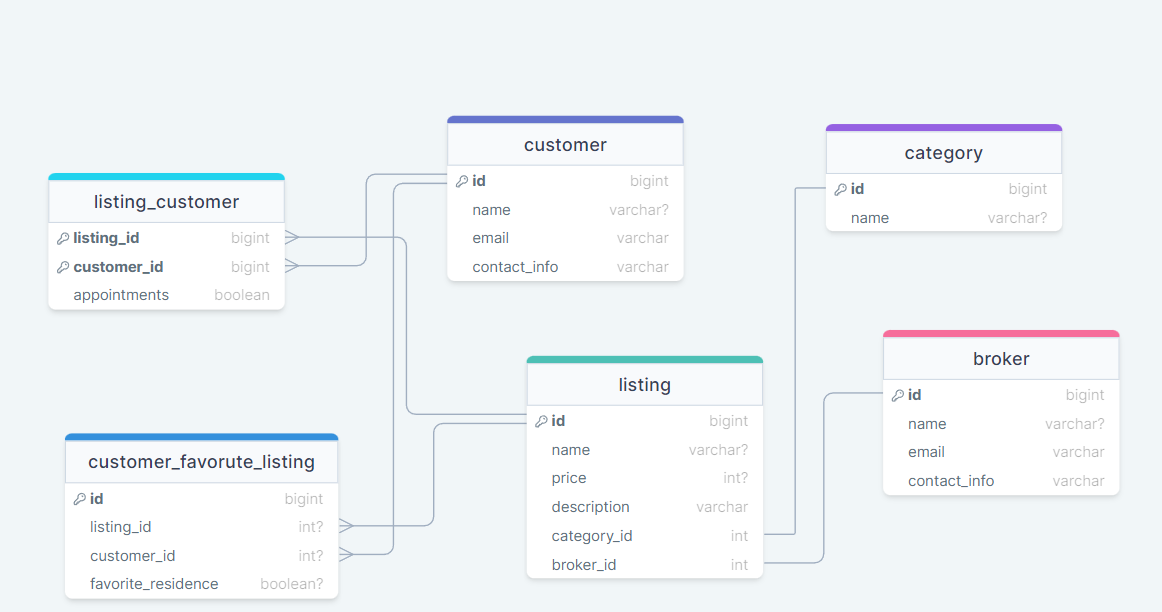 customer
id bigint
name varchar?
email varchar
contact_info varchar
category
id bigint
name varchar?
listing_customer
listing_id bigint
customer_id bigint
appointments boolean
broker
id bigint
name varchar?
email varchar
contact_info varchar
listing
id bigint
name varchar?
price int?
description varchar
category_id int
broker_id int
customer_favorute_listing
id bigint
listing_id int?
customer_id int?
favorite_residence boolean?